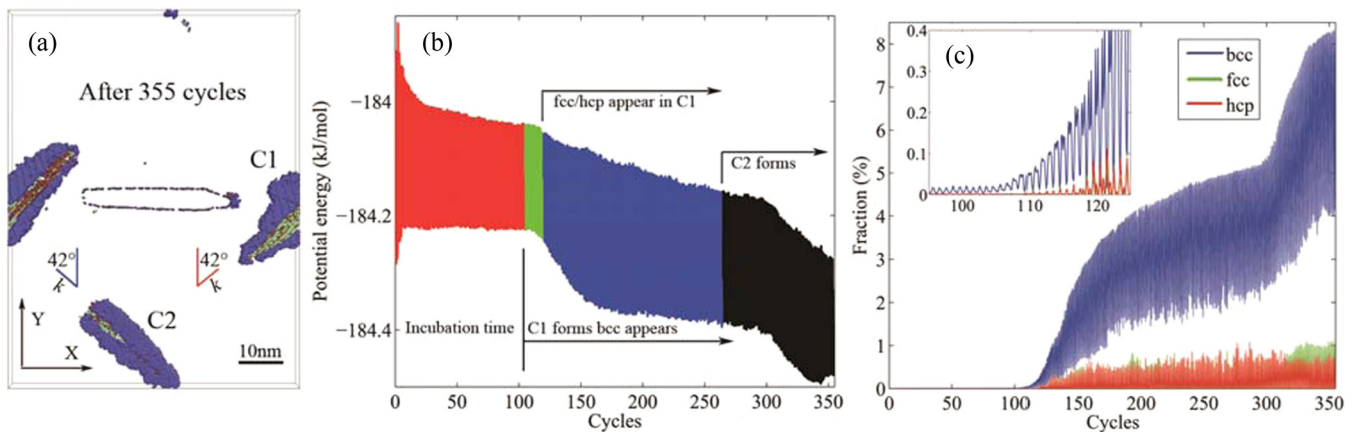 (a)
After 355 cycles
C1
42°
k
42°
k
C2
Y
X
10nm
(b)
Potential energy (kJ/mol)
−184
−184.2
−184.4
fcc/hcp appear in C1
C2 forms
Incubation time
C1 forms bcc appears
0 50 100 150 200 250 300 350
Cycles
(c)
Fraction (%)
8
7
6
5
4
3
2
1
0
0.4
0.3
0.2
0.1
0
100 110 120
bcc
fcc
hcp
0 50 100 150 200 250 300 350
Cycles